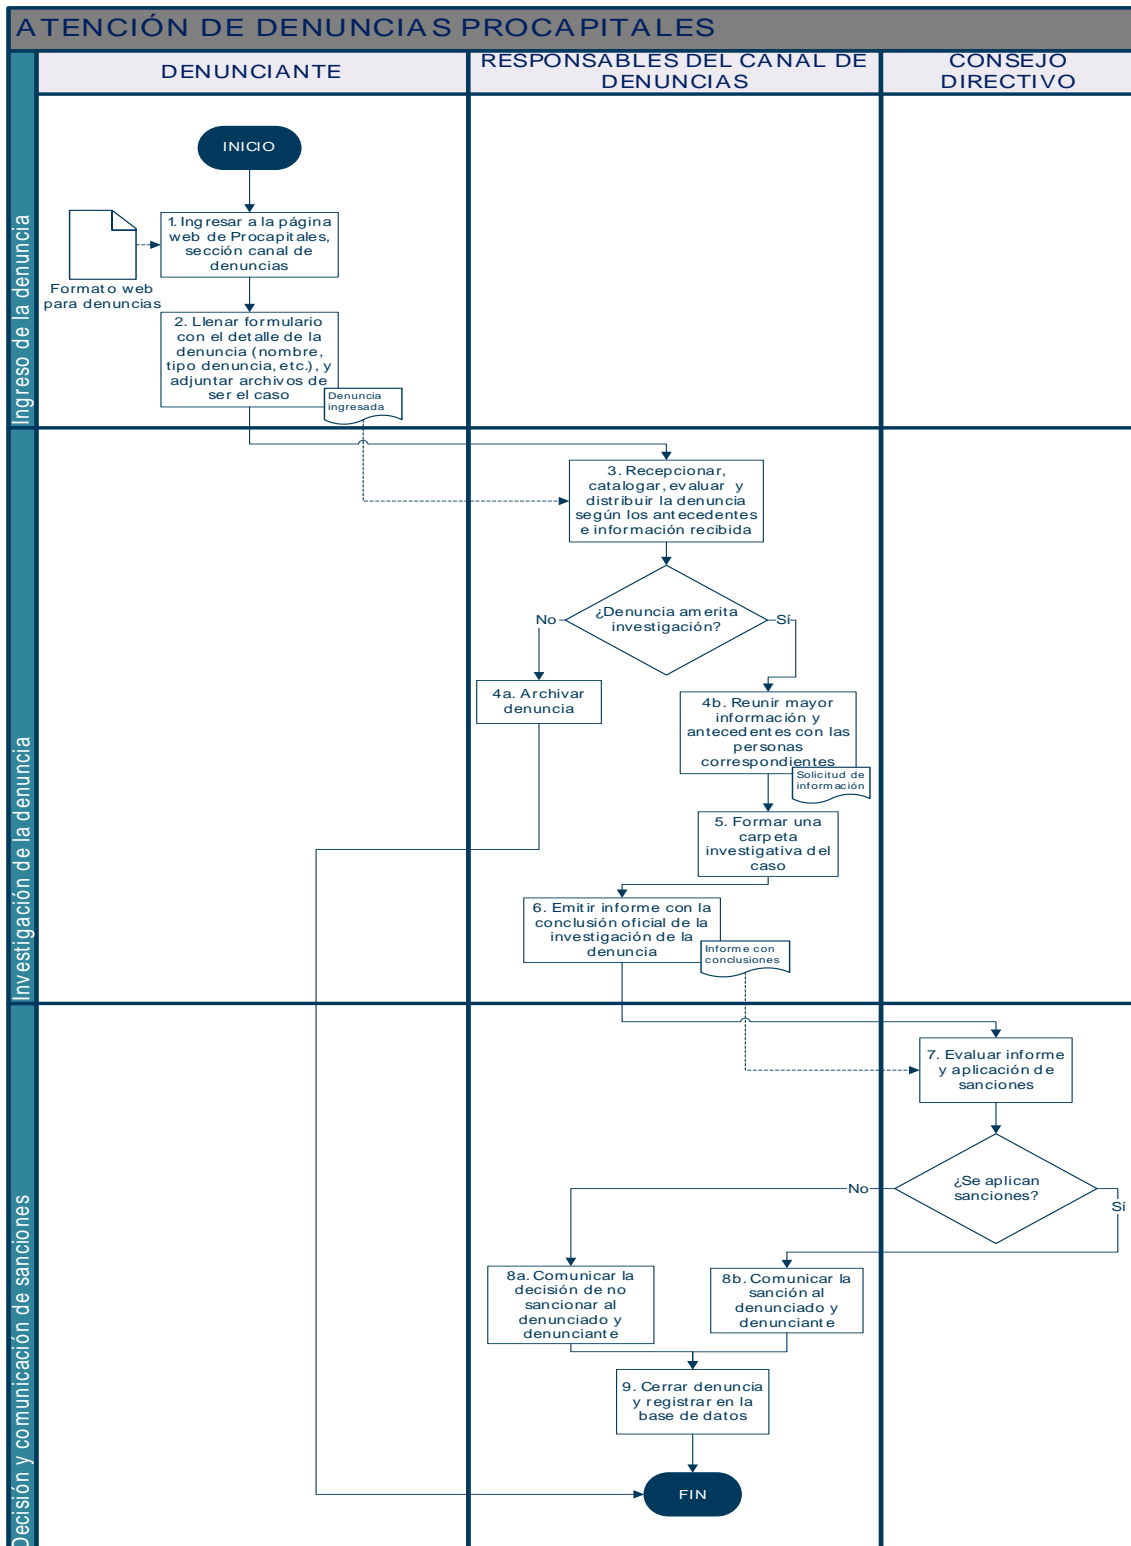 ATENCIÓN DE DENUNCIAS PROCAPITALES
DENUNCIANTE
RESPONSABLES DEL CANAL DE
DENUNCIAS
CONSEJO
DIRECTIVO
Ingreso de la denuncia
INICIO
Formato web
para denuncias
1. Ingresar a la página
web de Procapitales,
sección canal de
denuncias
2. Llenar formulario
con el detalle de la
denuncia (nombre,
tipo denuncia, etc.), y
adjuntar archivos de
ser el caso
Denuncia
ingresada
Investigación de la denuncia
3. Recepcionar,
catalogar, evaluar y
distribuir la denuncia
según los antecedentes
e información recibida
¿Denuncia amerita
investigación?
No
Sí
4a. Archivar
denuncia
4b. Reunir mayor
información y
antecedentes con las
personas
correspondientes
Solicitud de
información
5. Formar una
carpeta
investigativa del
caso
6. Emitir informe con la
conclusión oficial de la
investigación de la
denuncia
Informe con
conclusiones
Decisión y comunicación de sanciones
7. Evaluar informe
y aplicación de
sanciones
¿Se aplican
sanciones?
No
Sí
8a. Comunicar la
decisión de no
sancionar al
denunciado y
denunciante
8b. Comunicar la
sanción al
denunciado y
denunciante
9. Cerrar denuncia
y registrar en la
base de datos
FIN